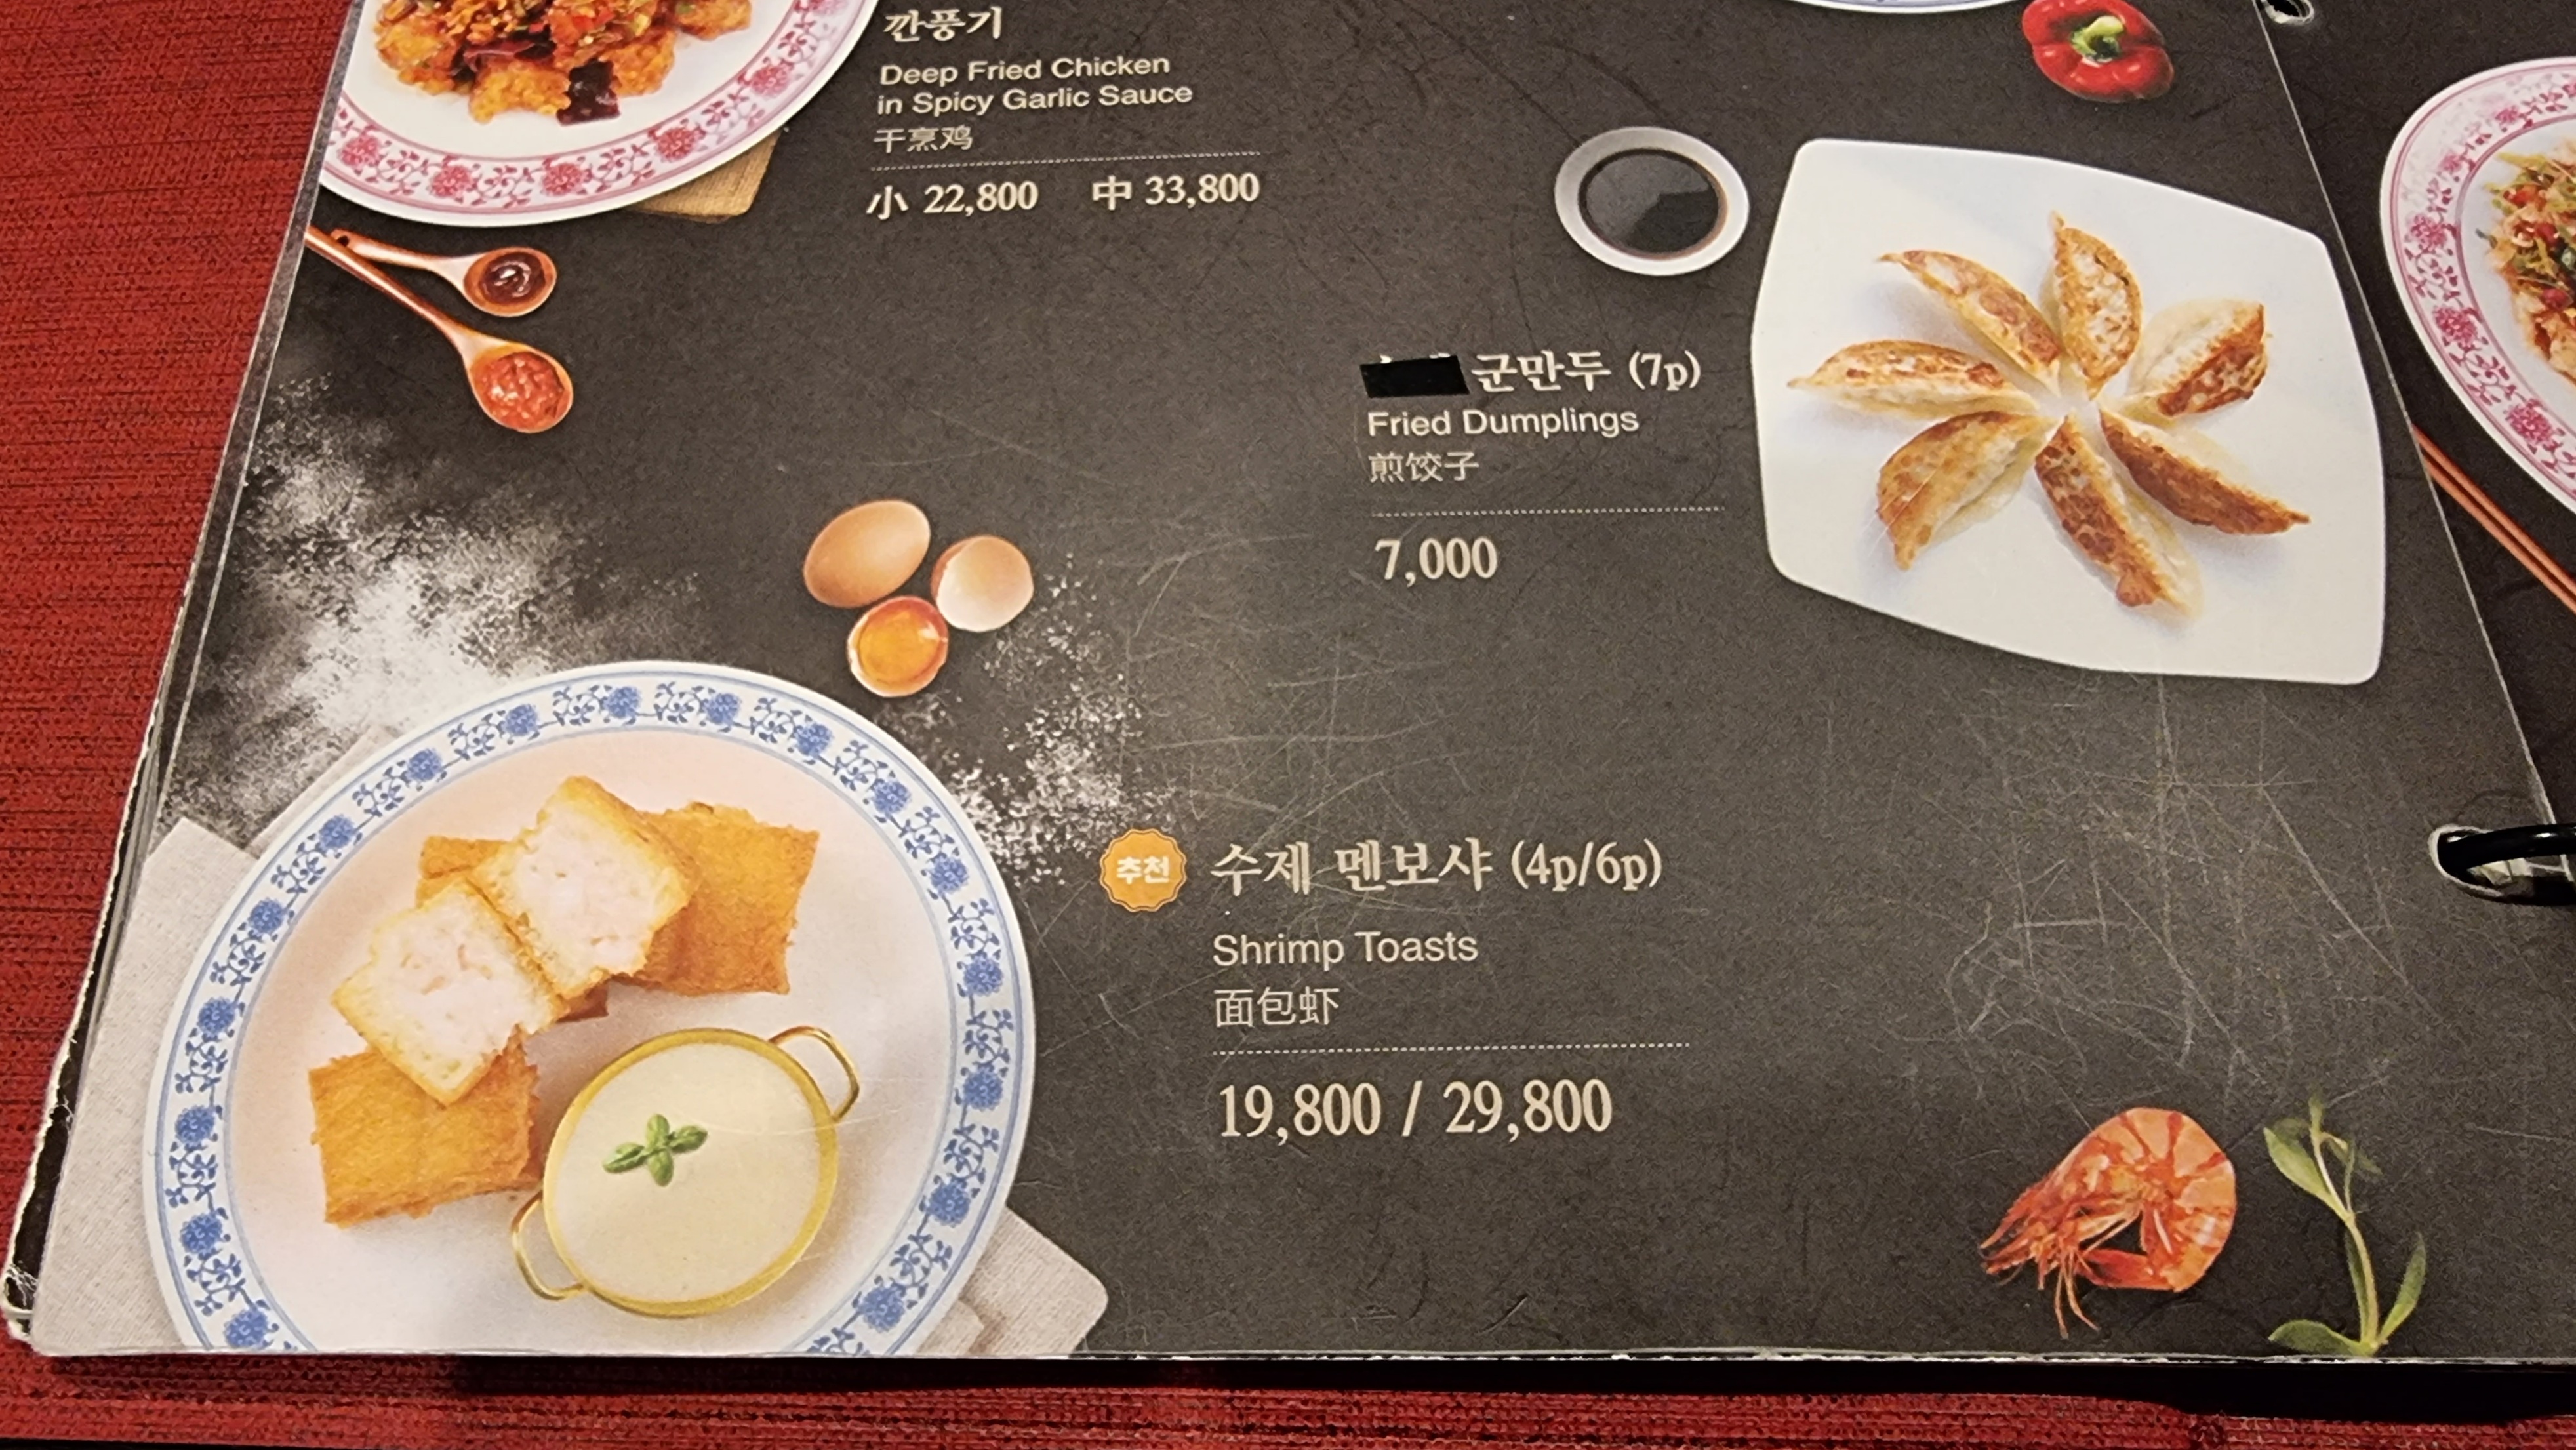 깐풍기
Deep Fried Chicken
in Spicy Garlic Sauce
干烹鸡
小 22,800 中 33,800
군만두 (7p)
Fried Dumplings
煎饺子
7,000
추천 수제 멘보샤 (4p/6p)
Shrimp Toasts
面包虾
19,800 / 29,800